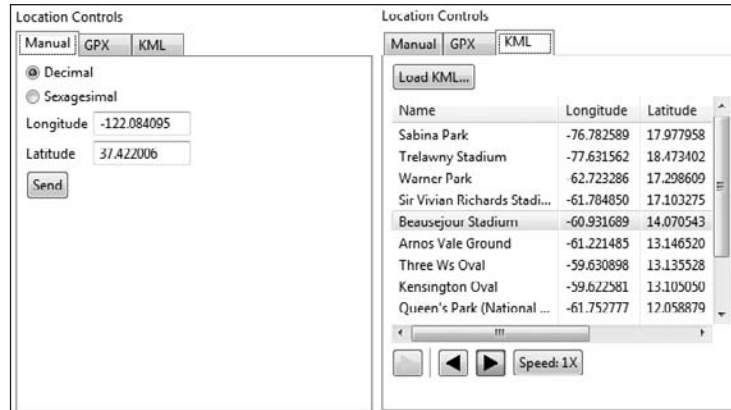 Location Controls
Manual GPX KML
Decimal
Sexagesimal
Longitude -122.084095
Latitude 37.422006
Send
Location Controls
Manual GPX KML
Load KML...
Name Longitude Latitude
Sabina Park -76.782589 17.977958
Trelawny Stadium -77.631562 18.473402
Warner Park -62.723286 17.298609
Sir Vivian Richards Stadi... -61.784850 17.103275
Beausejour Stadium -60.931689 14.070543
Arnos Vale Ground -61.221485 13.146520
Three Ws Oval -59.630898 13.135528
Kensington Oval -59.622581 13.105050
Queen's Park (National ... -61.752777 12.058879
Speed: 1X